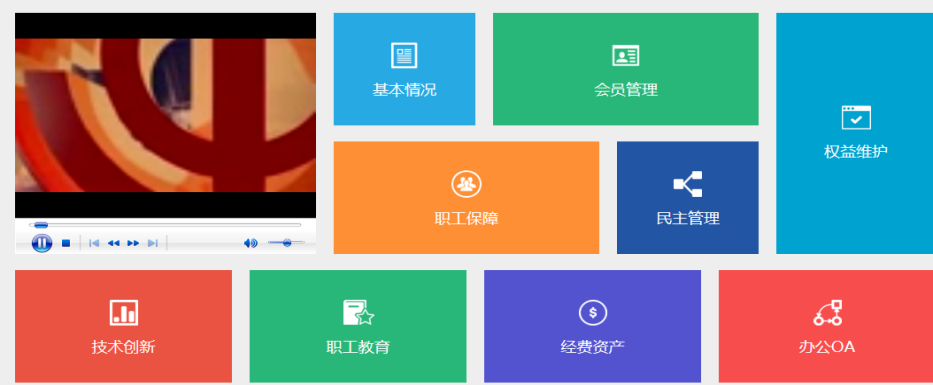 基本情况
会员管理
权益维护
职工保障
民主管理
技术创新
职工教育
经费资产
办公OA